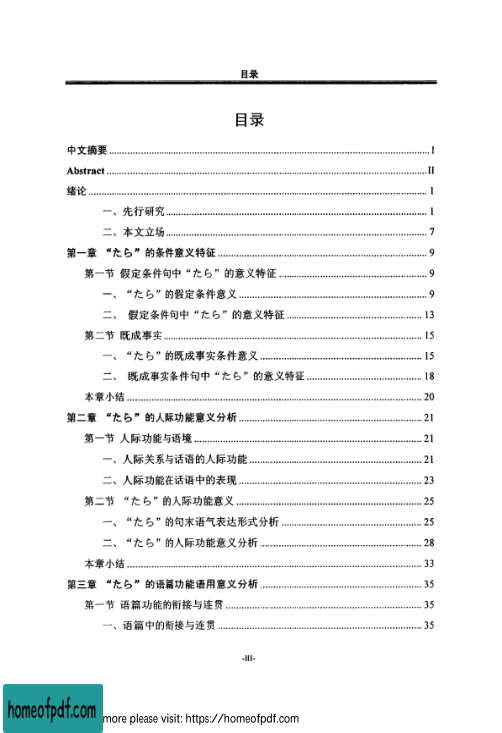 目录
目录
中文摘要 I
Abstract II
绪论 1
一、先行研究 1
二、本文立场 7
第一章 “たら”的条件意义特征 9
第一节 假定条件句中“たら”的意义特征 9
一、“たら”的假定条件意义 9
二、 假定条件句中“たら”的意义特征 13
第二节 既成事实 15
一、“たら”的既成事实条件意义 15
二、 既成事实条件句中“たら”的意义特征 18
本章小结 20
第二章 “たら”的人际功能意义分析 21
第一节 人际功能与语境 21
一、人际关系与话语的人际功能 21
二、人际功能在话语中的表现 23
第二节 “たら”的人际功能意义 25
一、“たら”的句末语气表达形式分析 25
二、“たら”的人际功能意义分析 28
本章小结 33
第三章 “たら”的语篇功能语用意义分析 35
第一节 语篇功能的衔接与连贯 35
一、语篇中的衔接与连贯 35
-III-
homeofpdf.com
more please visit: https://homeofpdf.com